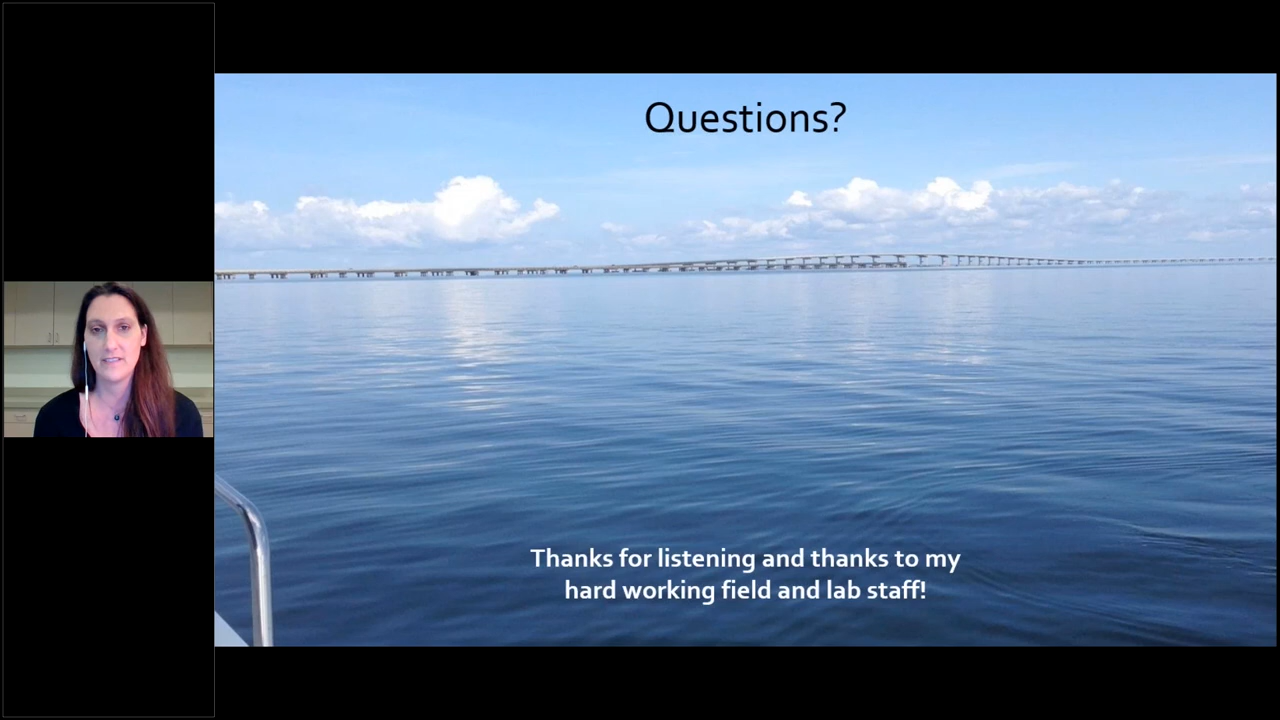 Questions?
Thanks for listening and thanks to my
hard working field and lab staff!